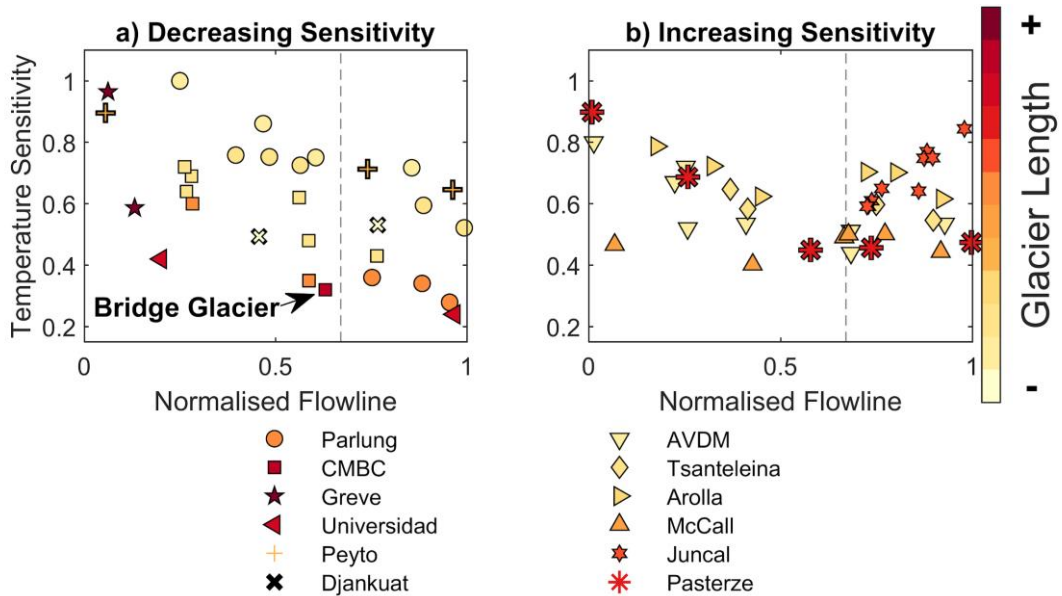 a) Decreasing Sensitivity
b) Increasing Sensitivity
Temperature Sensitivity
1
0.8
0.6
0.4
0.2
0
0.5
1
Normalised Flowline
Bridge Glacier
1
0.8
0.6
0.4
0.2
0
0.5
1
Normalised Flowline
+
Glacier Length
-
Parlung
CMBC
Greve
Universidad
Peyto
Djankuat
AVDM
Tsanteleina
Arolla
McCall
Juncal
Pasterze